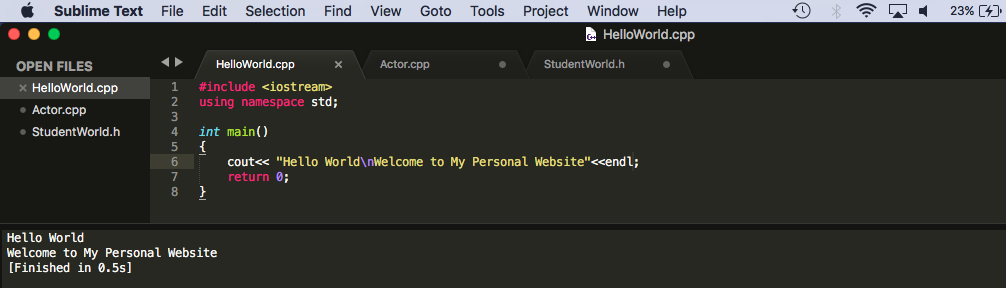 Sublime Text File Edit Selection Find View Goto Tools Project Window Help 23%
HelloWorld.cpp
OPEN FILES
HelloWorld.cpp
Actor.cpp
StudentWorld.h
HelloWorld.cpp Actor.cpp StudentWorld.h
1 #include <iostream>
2 using namespace std;
3
4 int main()
5 {
6 cout<< "Hello World\nWelcome to My Personal Website"<<endl;
7 return 0;
8 }
Hello World
Welcome to My Personal Website
[Finished in 0.5s]